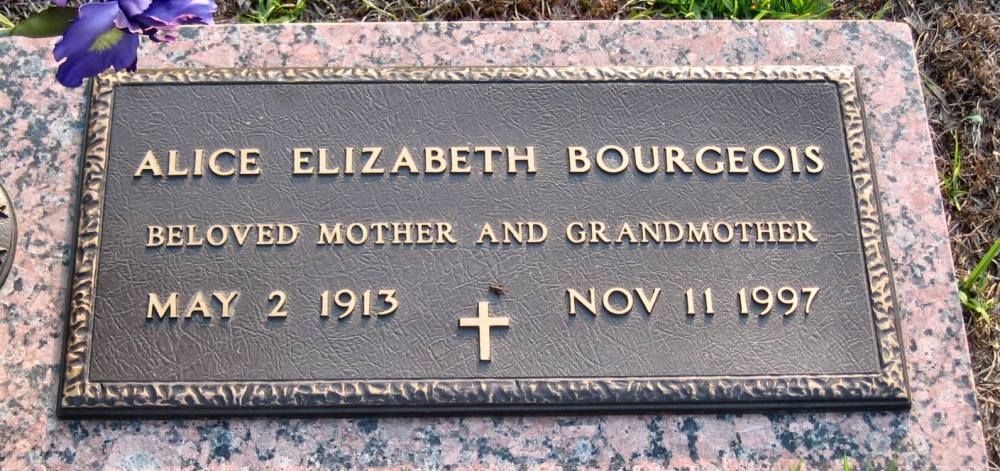 ALICE ELIZABETH BOURGEOIS
BELOVED MOTHER AND GRANDMOTHER
MAY 2 1913 NOV 11 1997